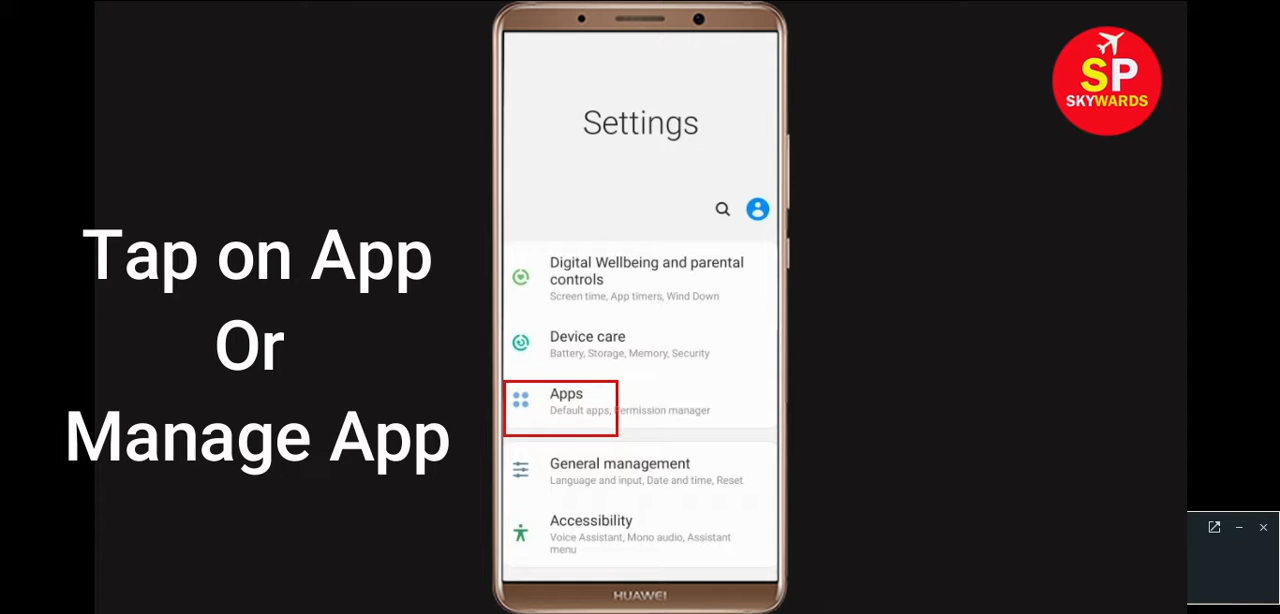 SP
SKYWARDS
Settings
Tap on App
Or
Manage App
Digital Wellbeing and parental
controls
Screen time, App timers, Wind Down
Device care
Battery, Storage, Memory, Security
Apps
Default apps, Permission manager
General management
Language and input, Date and time, Reset
Accessibility
Voice Assistant, Mono audio, Assistant
menu
HUAWEI